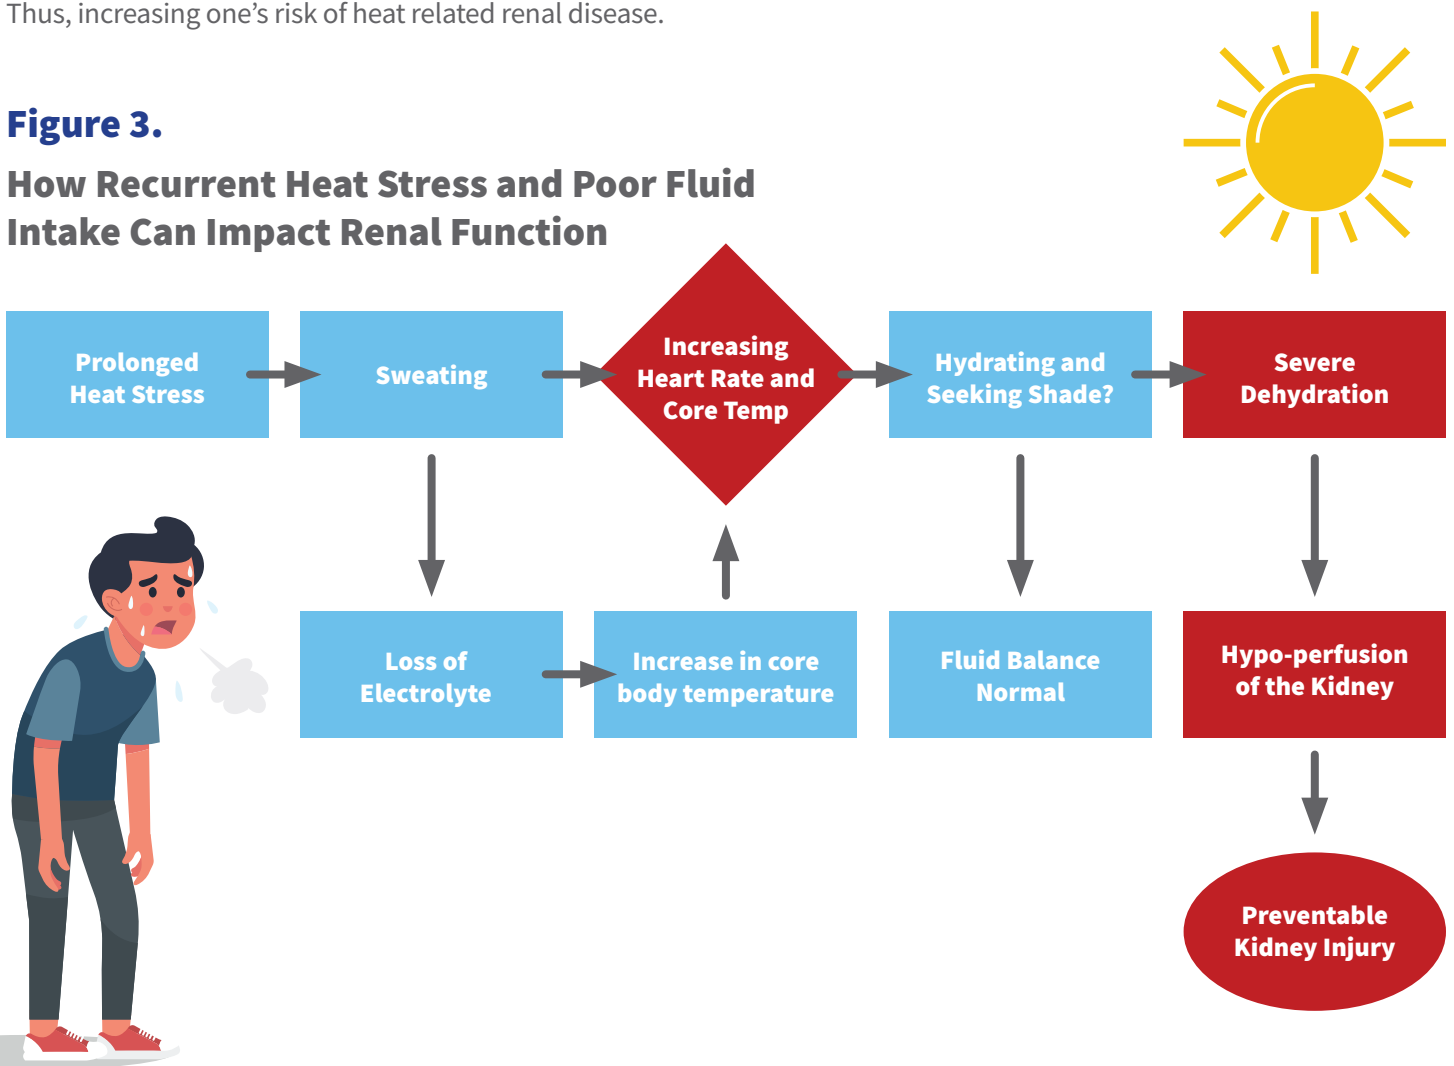 Thus, increasing one’s risk of heat related renal disease.
Figure 3.
How Recurrent Heat Stress and Poor Fluid
Intake Can Impact Renal Function
Prolonged
Heat Stress
Sweating
Increasing
Heart Rate and
Core Temp
Hydrating and
Seeking Shade?
Severe
Dehydration
Loss of
Electrolyte
Increase in core
body temperature
Fluid Balance
Normal
Hypo-perfusion
of the Kidney
Preventable
Kidney Injury